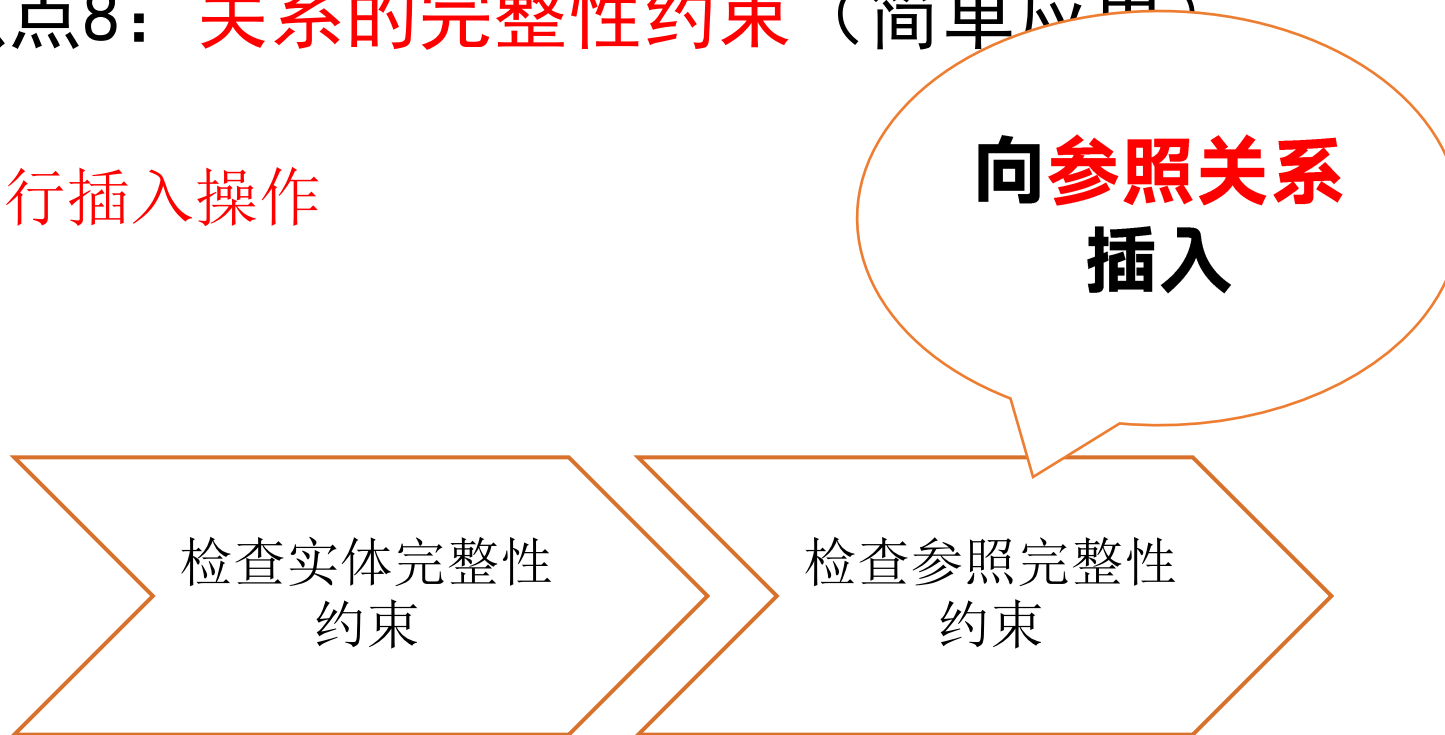 点8：关系的完整性约束（简单应用）
行插入操作
向参照关系
插入
检查实体完整性
约束
检查参照完整性
约束